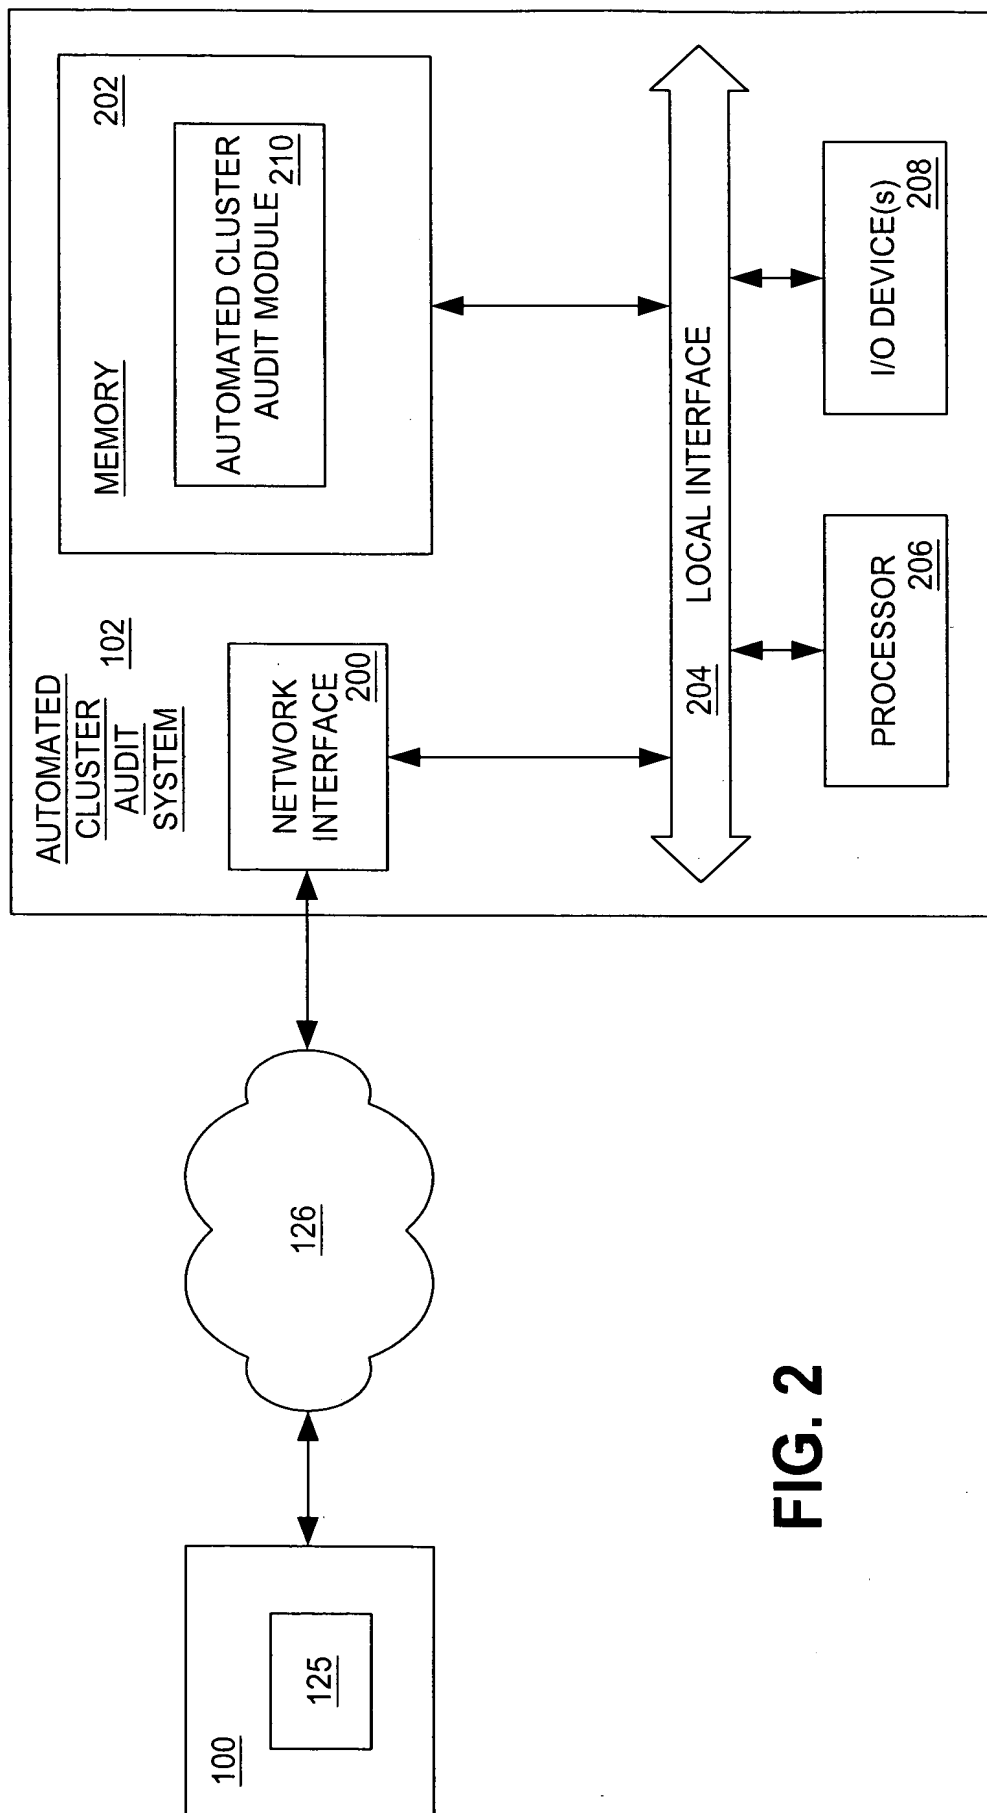 AUTOMATED
CLUSTER
AUDIT
SYSTEM
102
MEMORY
202
AUTOMATED CLUSTER
AUDIT MODULE
210
NETWORK
INTERFACE
200
100
125
126
204
LOCAL INTERFACE
PROCESSOR
206
I/O DEVICE(s)
208
FIG. 2